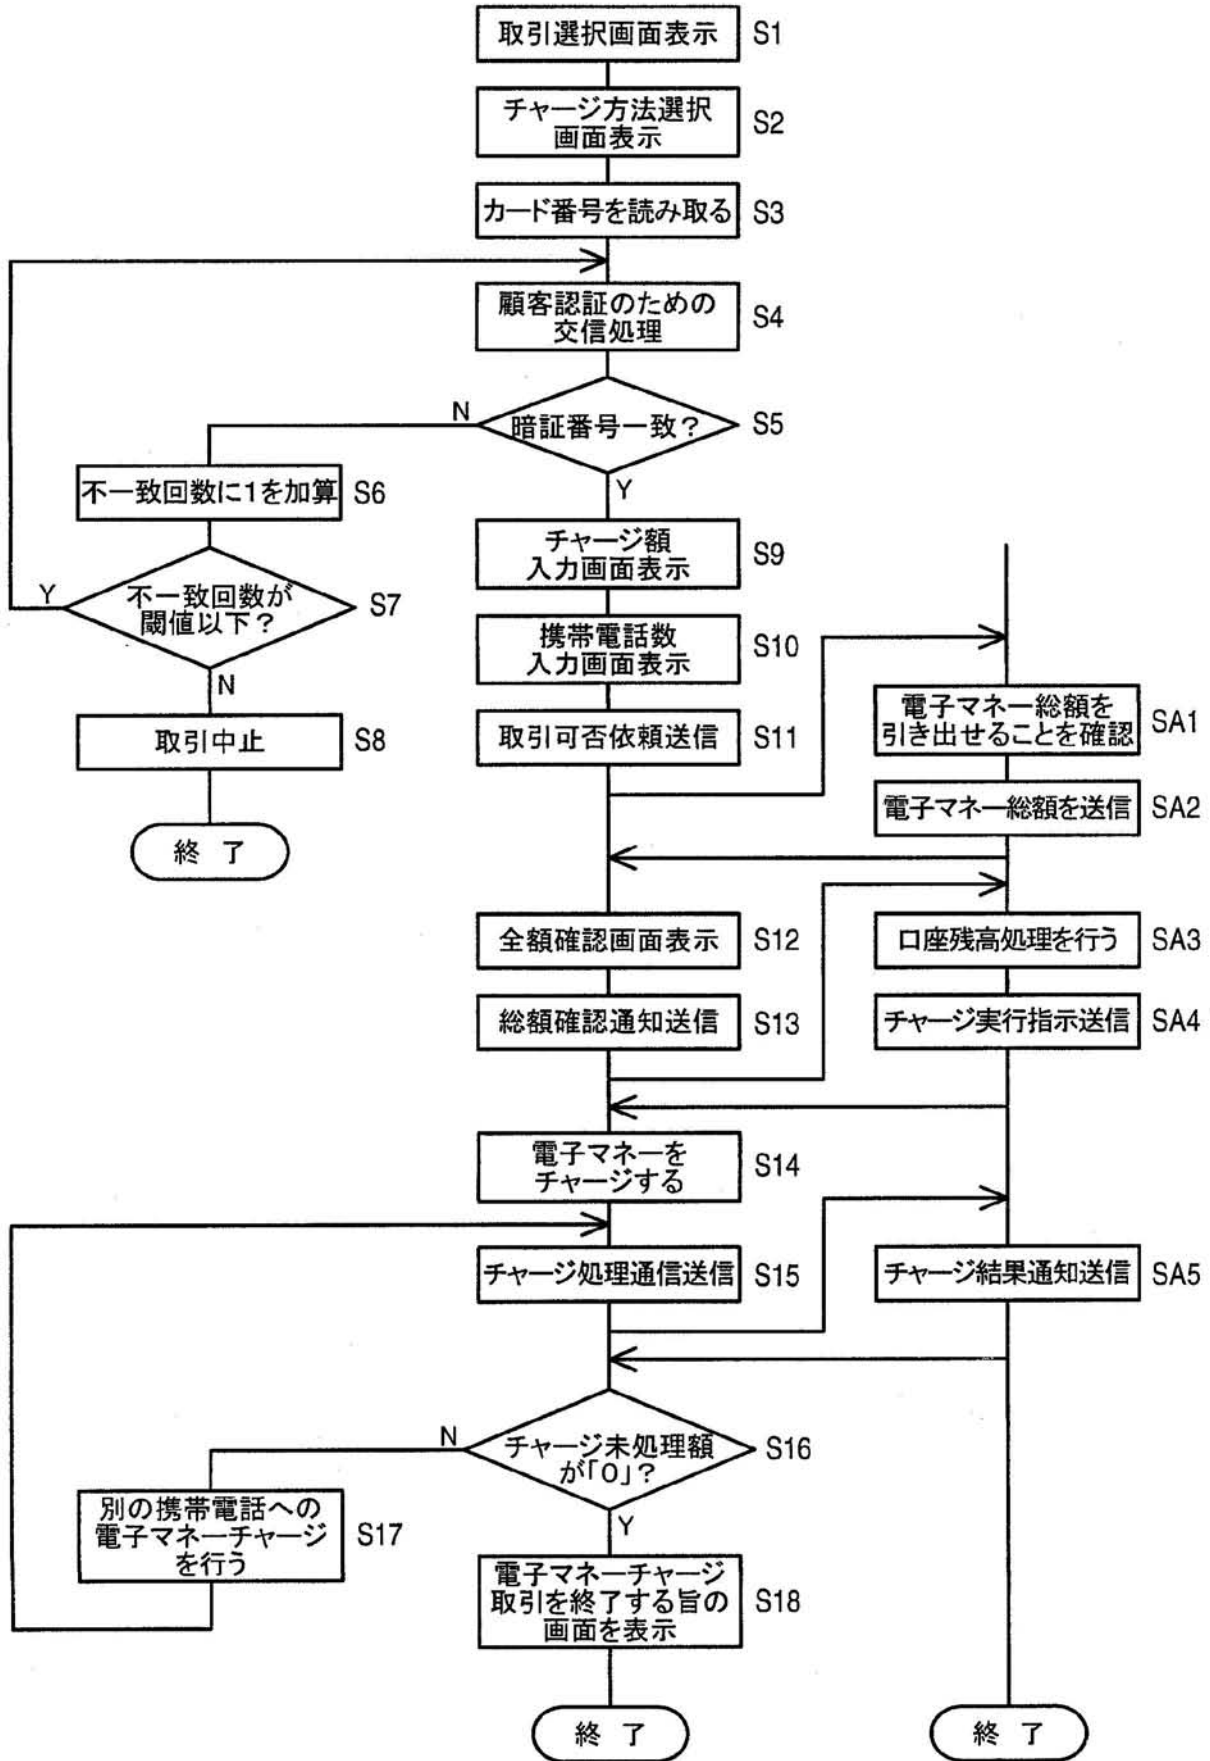 取引選択画面表示 S1
チャージ方法選択
画面表示
S2
カード番号を読み取る S3
顧客認証のための
交信処理
S4
暗証番号一致？ S5
N
Y
不一致回数に1を加算 S6
不一致回数が
閾値以下？
S7
Y
N
取引中止 S8
終 了
チャージ額
入力画面表示
S9
携帯電話数
入力画面表示
S10
取引可否依頼送信 S11
電子マネー総額を
引き出せることを確認
SA1
電子マネー総額を送信 SA2
全額確認画面表示 S12
口座残高処理を行う SA3
総額確認通知送信 S13
チャージ実行指示送信 SA4
電子マネーを
チャージする
S14
チャージ処理通信送信 S15
チャージ結果通知送信 SA5
チャージ未処理額
が「0」？
S16
N
Y
別の携帯電話への
電子マネーチャージ
を行う
S17
電子マネーチャージ
取引を終了する旨の
画面を表示
S18
終 了
終 了